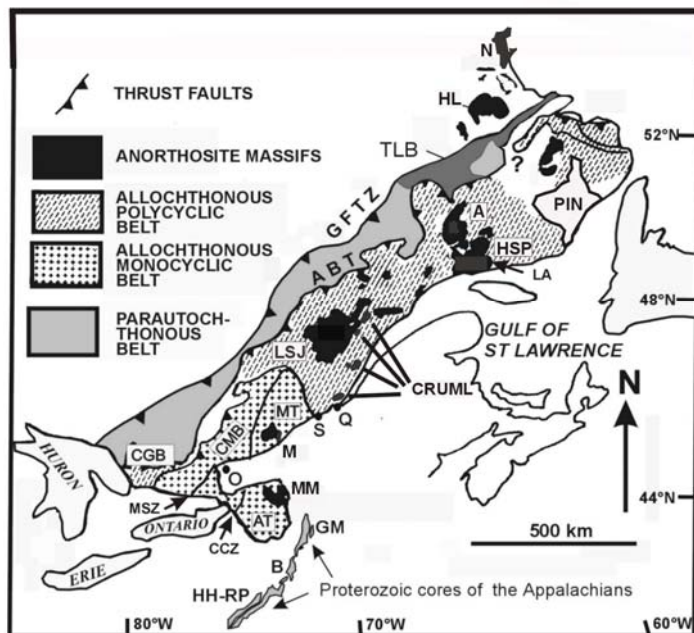 N
THRUST FAULTS
HL
52°N
ANORTHOSITE MASSIFS
TLB
?
ALLOCHTHONOUS
POLYCYCLIC
BELT
GFTZ
A
PIN
ABT
HSP
ALLOCHTHONOUS
MONOCYCLIC
BELT
LA
48°N
PARAUTOCH-
THONOUS
BELT
LSJ
GULF OF
ST LAWRENCE
CRUML
N
MT
S
Q
CMB
CGB
M
HURON
O
MM
44°N
MSZ
ONTARIO
AT
CCZ
GM
500 km
ERIE
B
HH-RP
Proterozoic cores of the Appalachians
80°W
70°W
60°W